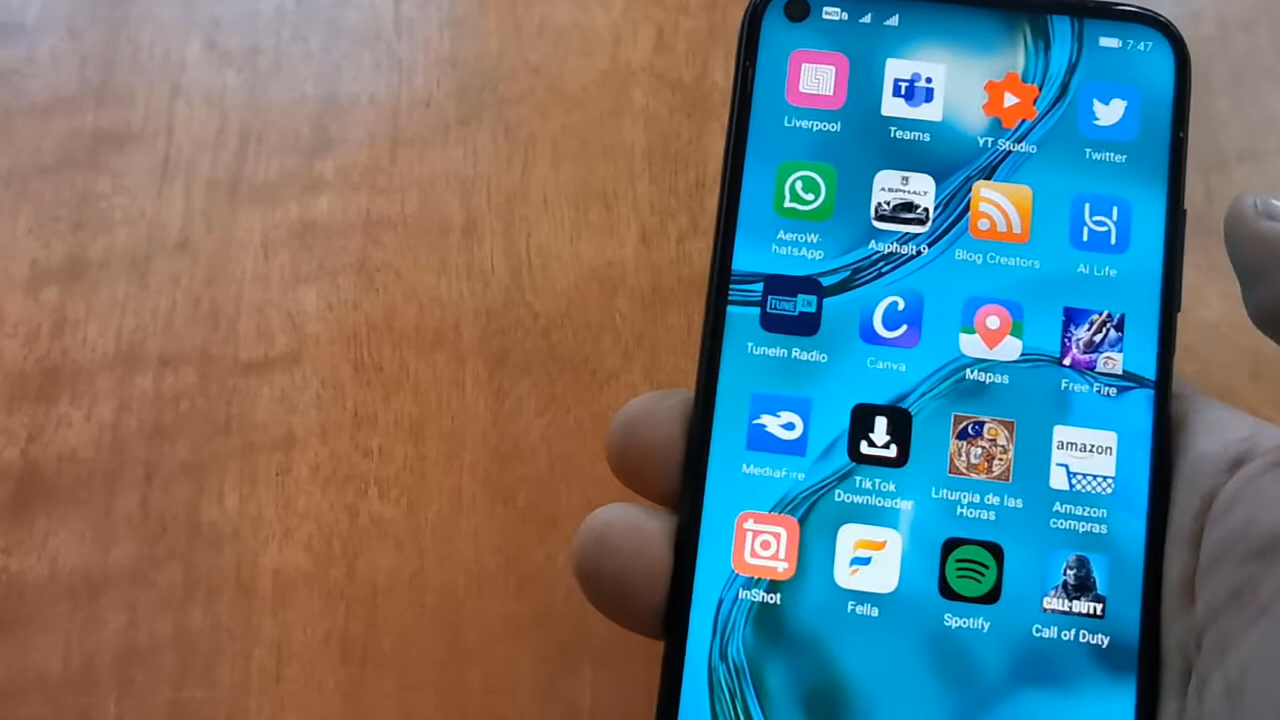 7:47
Liverpool
Teams
YT Studio
Twitter
ASPHALT
AeroW-
hatsApp
Asphalt 9
Blog Creators
AI Life
TUNE IN
TuneIn Radio
C
Canva
Mapas
Free Fire
MediaFire
TikTok
Downloader
Liturgia de las
Horas
amazon
Amazon
compras
InShot
Fella
Spotify
CALL OF DUTY
Call of Duty